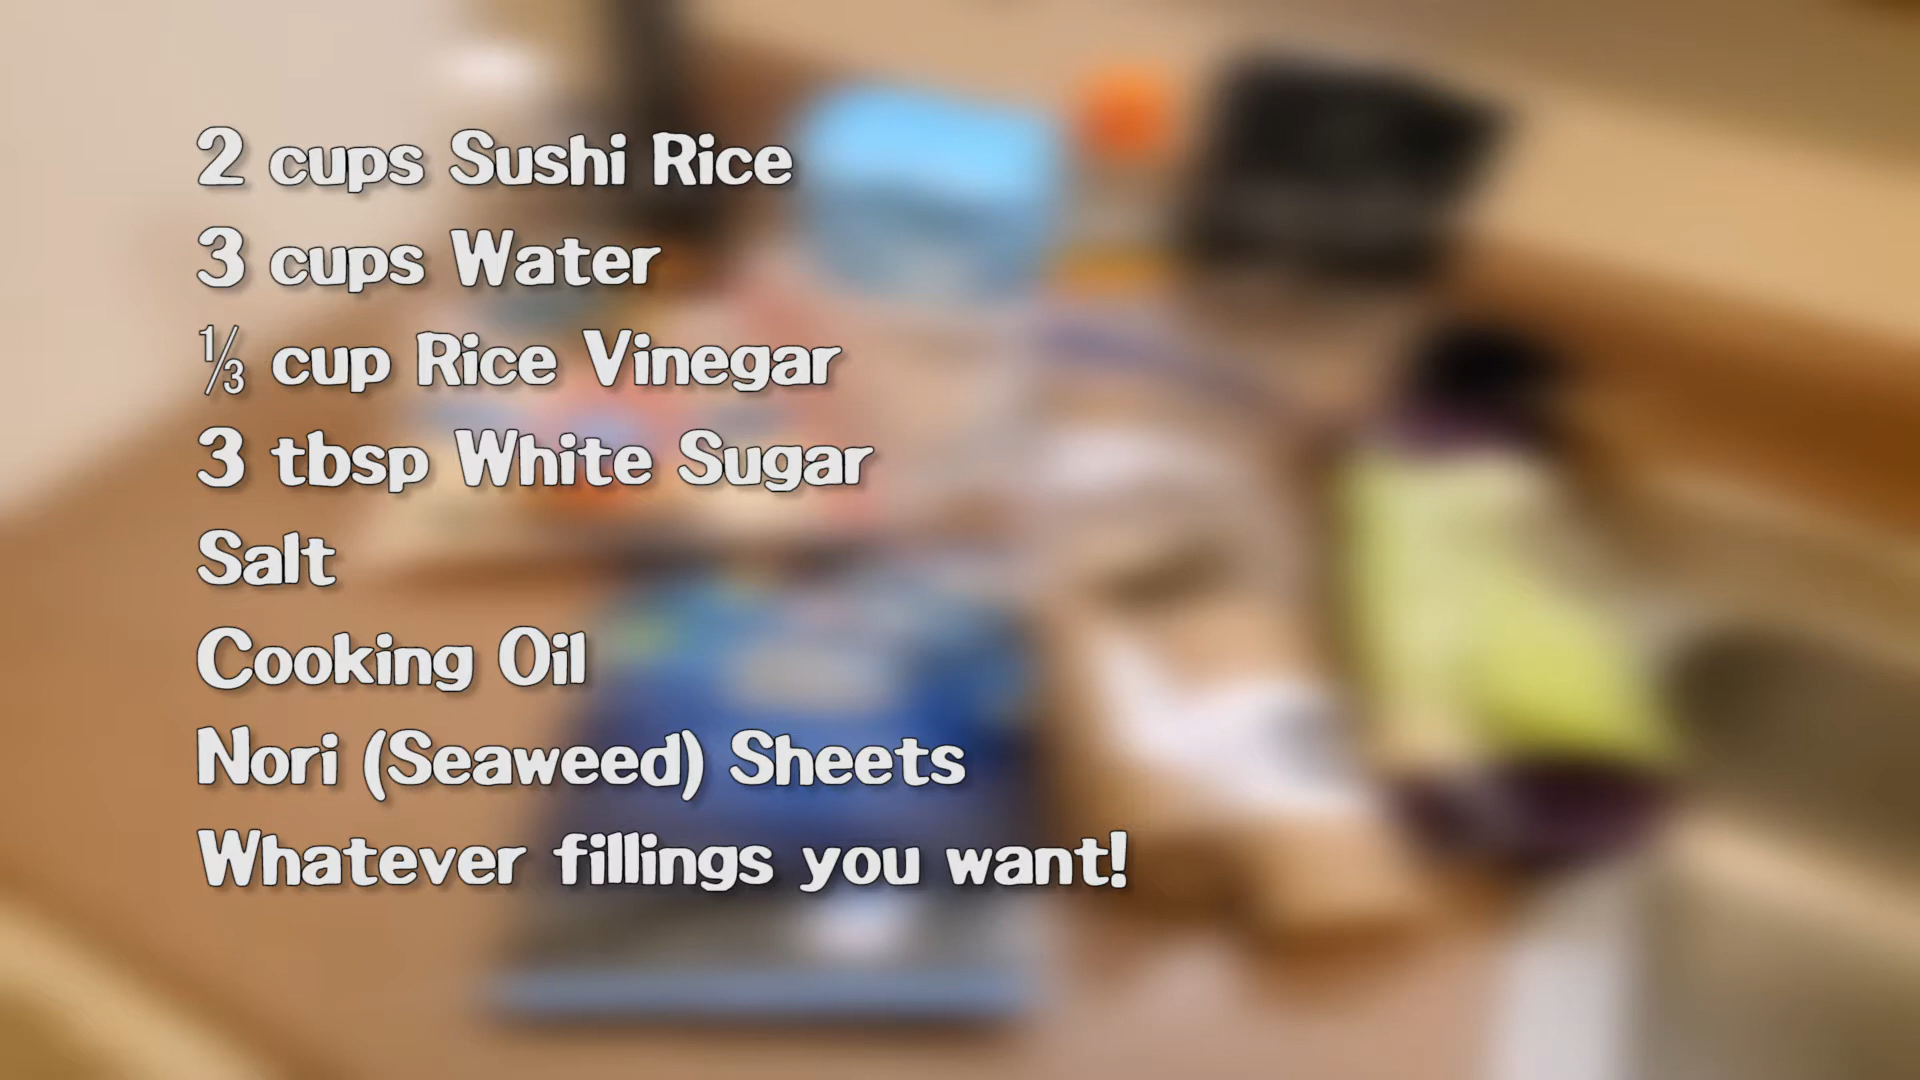 2 cups Sushi Rice
3 cups Water
⅓ cup Rice Vinegar
3 tbsp White Sugar
Salt
Cooking Oil
Nori (Seaweed) Sheets
Whatever fillings you want!